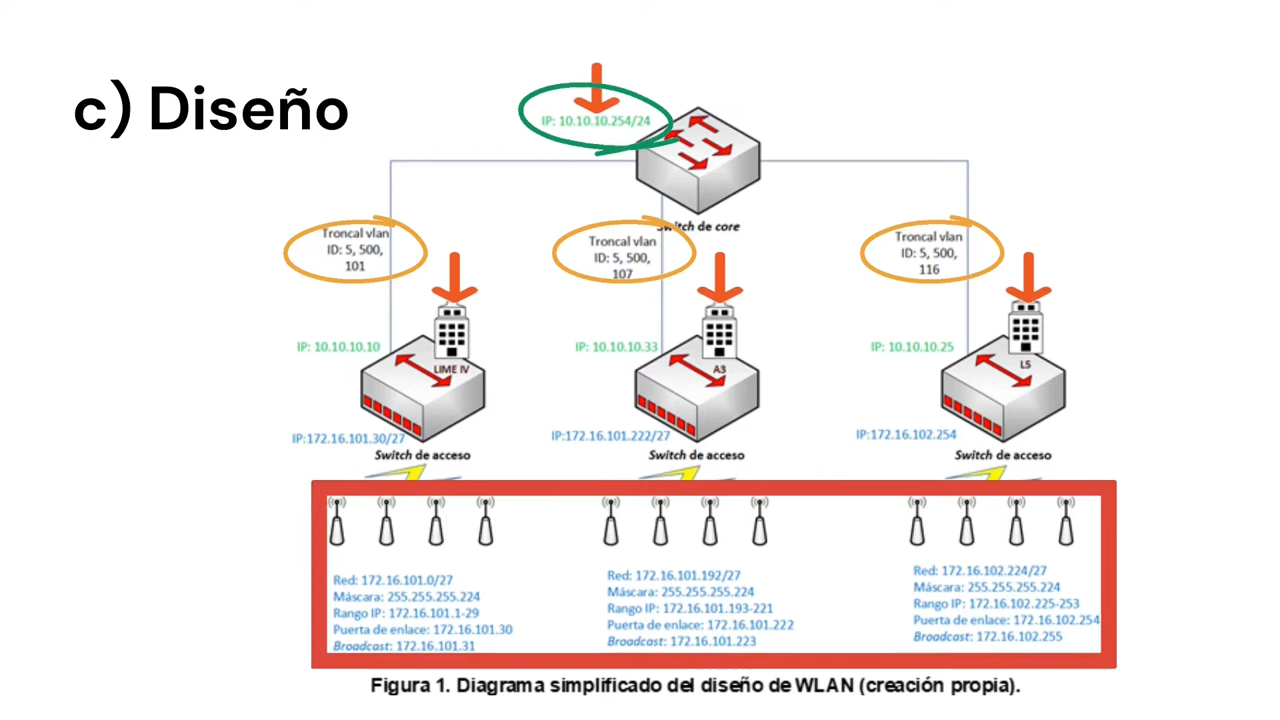 c) Diseño
IP: 10.10.10.254/24
Switch de core
Troncal vlan
ID: 5, 500,
101
Troncal vlan
ID: 5, 500,
107
Troncal vlan
ID: 5, 500,
116
IP: 10.10.10.10
LIME IV
IP: 10.10.10.33
A3
IP: 10.10.10.25
L5
IP:172.16.101.30/27
Switch de acceso
IP:172.16.101.222/27
Switch de acceso
IP:172.16.102.254
Switch de acceso
Red: 172.16.101.0/27
Máscara: 255.255.255.224
Rango IP: 172.16.101.1-29
Puerta de enlace: 172.16.101.30
Broadcast: 172.16.101.31
Red: 172.16.101.192/27
Máscara: 255.255.255.224
Rango IP: 172.16.101.193-221
Puerta de enlace: 172.16.101.222
Broadcast: 172.16.101.223
Red: 172.16.102.224/27
Máscara: 255.255.255.224
Rango IP: 172.16.102.225-253
Puerta de enlace: 172.16.102.254
Broadcast: 172.16.102.255
Figura 1. Diagrama simplificado del diseño de WLAN (creación propia).